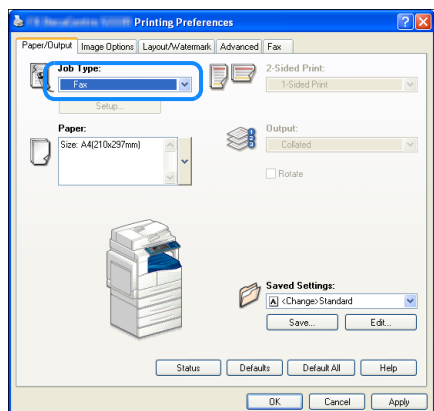 Printing Preferences
Paper/Output Image Options Layout/Watermark Advanced Fax
Job Type:
Fax
Setup...
2-Sided Print:
1-Sided Print
Paper:
Size: A4(210x297mm)
Output:
Collated
Rotate
Saved Settings:
<Change>Standard
Save... Edit...
Status Defaults Default All Help
OK Cancel Apply